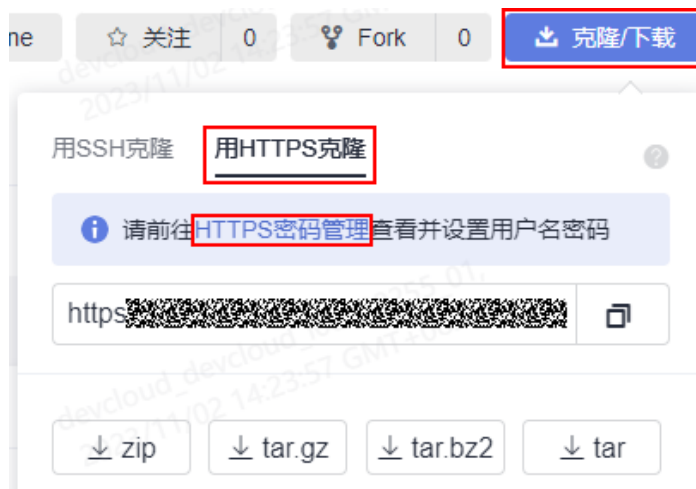 me 关注 0 Fork 0 克隆/下载
用SSH克隆 用HTTPS克隆
请前往HTTPS密码管理查看并设置用户名密码
https
zip tar.gz tar.bz2 tar